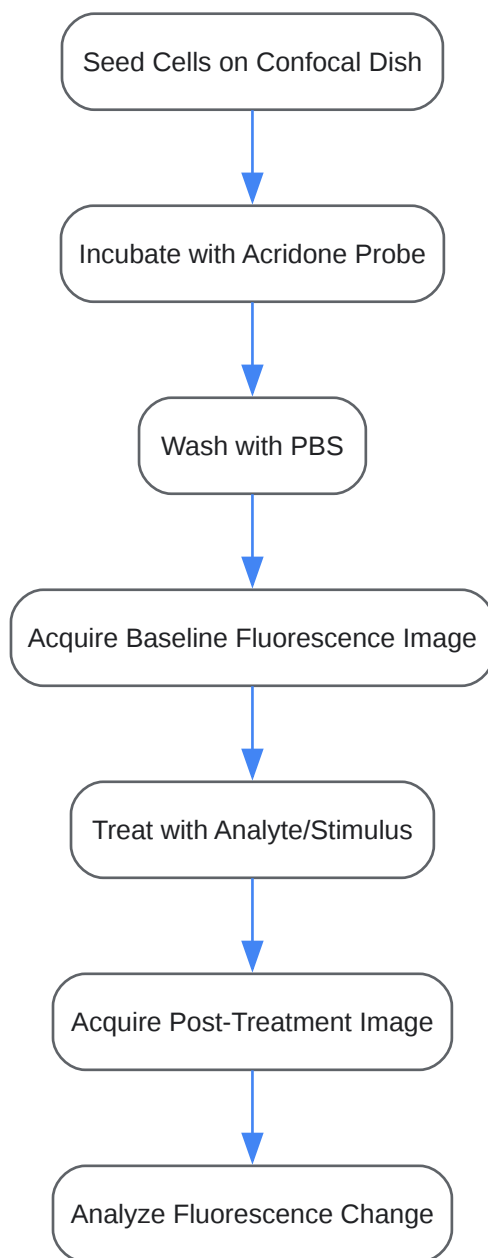 Seed Cells on Confocal Dish
Incubate with Acridone Probe
Wash with PBS
Acquire Baseline Fluorescence Image
Treat with Analyte/Stimulus
Acquire Post-Treatment Image
Analyze Fluorescence Change